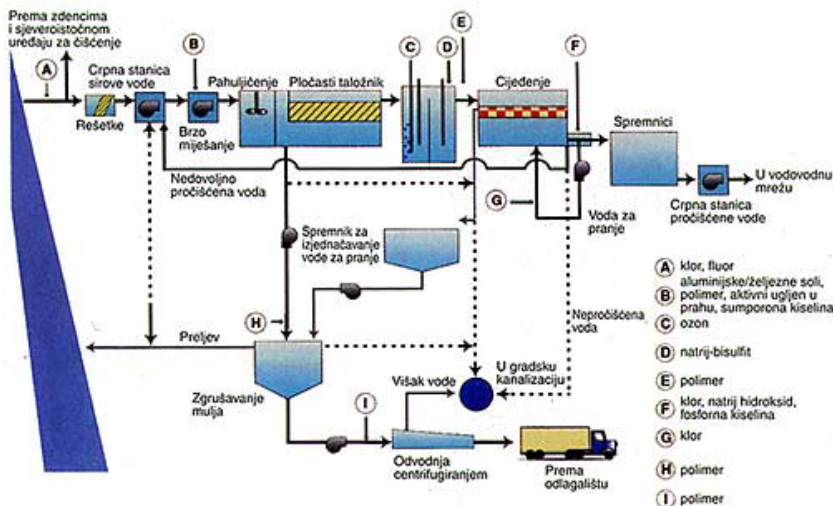 Prema zdencima
i sjeveroistočnom
uređaju za čišćenje
A
Crpna stanica
sirove vode
B
Rešetke
Brzo
miješanje
Pahuljičenje
Pločasti taložnik
C
D
E
Cijeđenje
F
Spremnici
U vodovodnu
mrežu
Crpna stanica
pročišćene vode
Nedovoljno
pročišćena voda
G
Voda za
pranje
Spremnik za
izjednačavanje
vode za pranje
H
Nepročišćena
voda
Preljev
Zgrušavanje
mulja
Višak vode
U gradsku
kanalizaciju
I
Odvodnja
centrifugiranjem
Prema
odlagalištu
A klor, fluor
aluminijske/željezne soli,
B polimer, aktivni ugljen u
prahu, sumporona kiselina
C ozon
D natrij-bisulfit
E polimer
F klor, natrij hidroksid,
fosforna kiselina
G klor
H polimer
I polimer